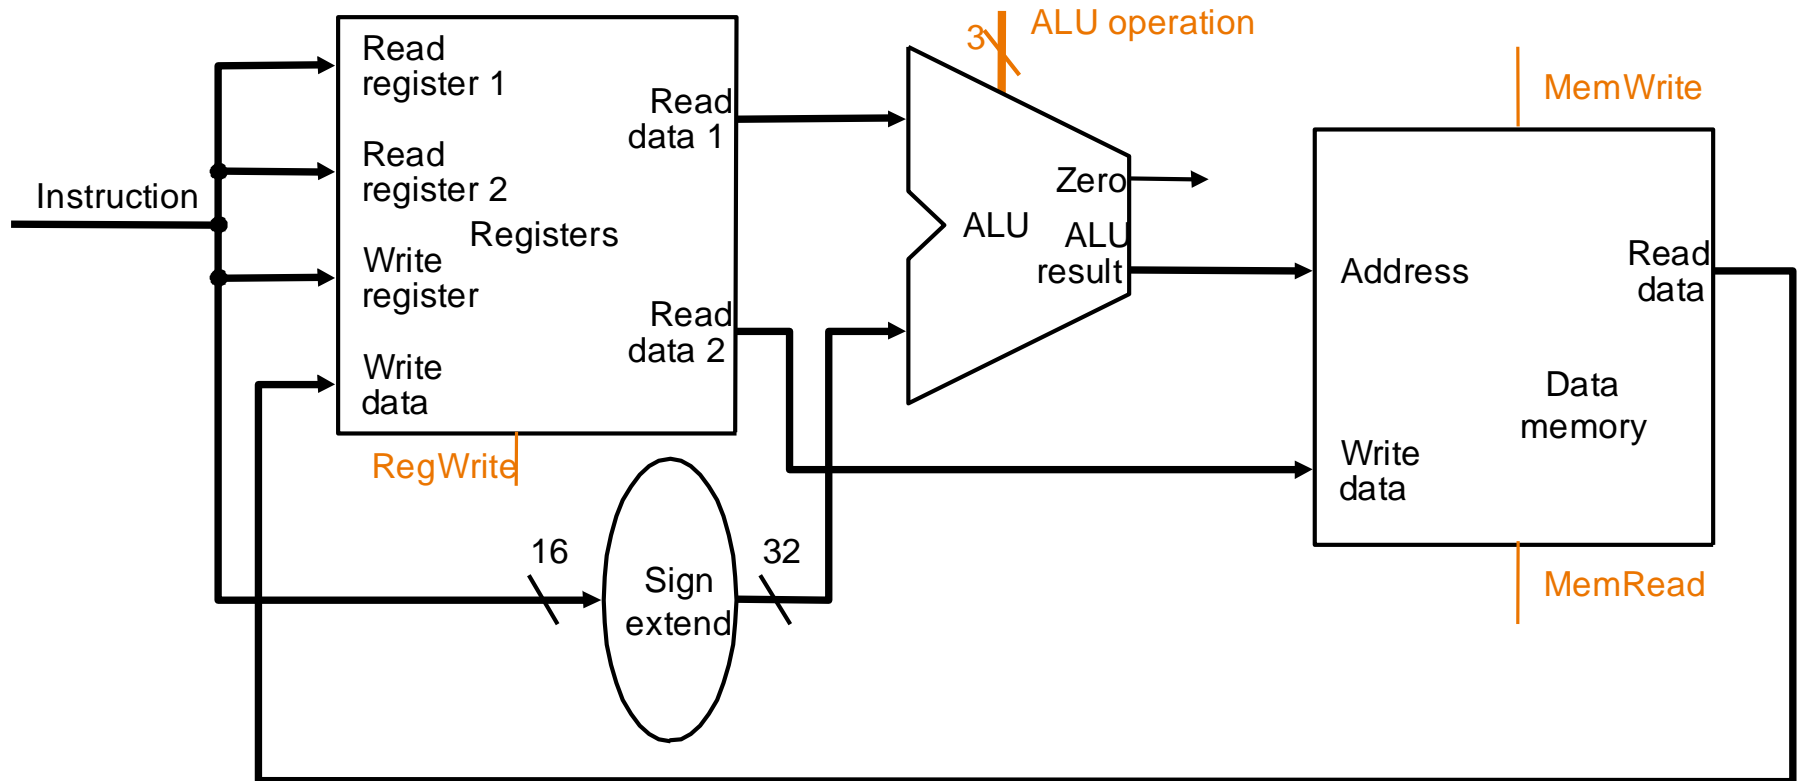 Instruction
Read
register 1
Read
register 2
Registers
Write
register
Write
data
Read
data 1
Read
data 2
RegWrite
16
Sign
extend
32
3
ALU operation
Zero
ALU
ALU
result
MemWrite
Address
Read
data
Data
memory
Write
data
MemRead